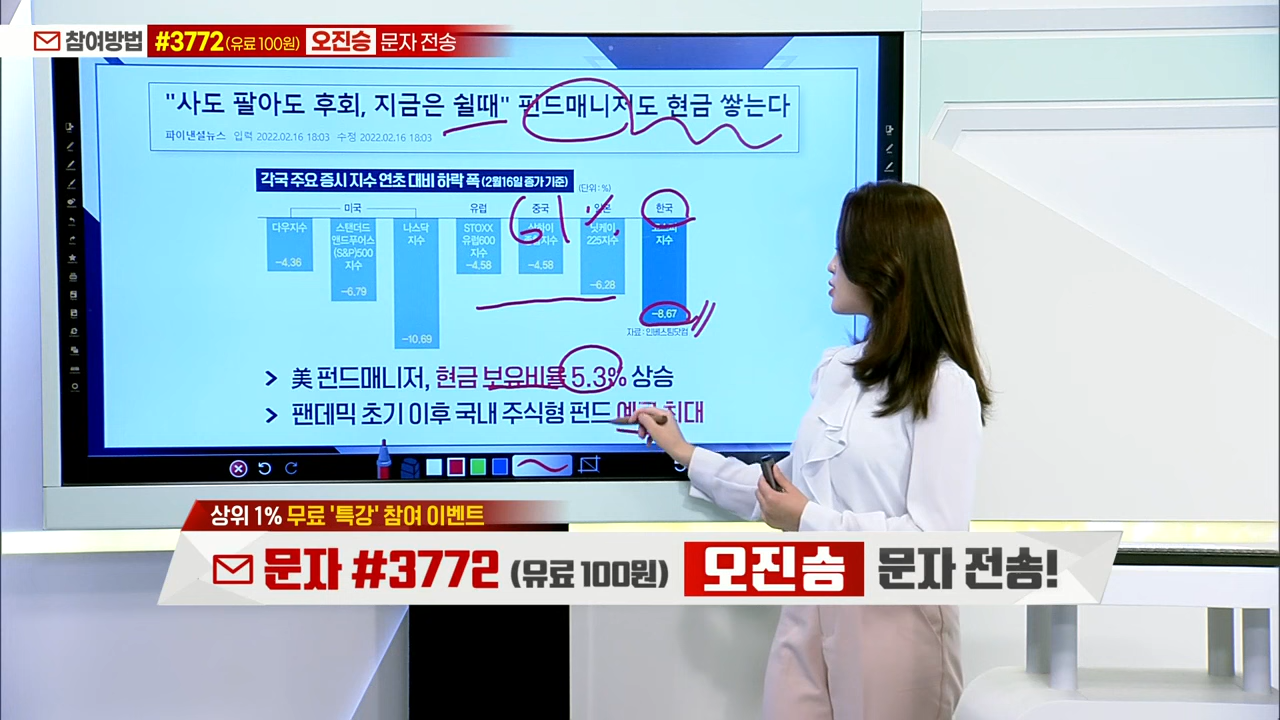 참여방법 #3772(유료 100원) 오진승 문자 전송
"사도 팔아도 후회, 지금은 쉴때" 펀드매니저도 현금 쌓는다
파이낸셜뉴스 입력 2022.02.16 18:03 수정 2022.02.16 18:03
각국 주요 증시 지수 연초 대비 하락 폭 (2월16일 종가 기준) (단위 : %)
미국 유럽 중국 일본 한국
다우지수
-4.36
스탠더드
앤드푸어스
(S&P)500
지수
-6.79
나스닥
지수
-10.69
STOXX
유럽600
지수
-4.58
-4.58
닛케이
225지수
-6.28
지수
-8.67
61%
자료 : 인베스팅닷컴
> 美 펀드매니저, 현금 보유비율 5.3% 상승
> 팬데믹 초기 이후 국내 주식형 펀드 최대
상위 1% 무료 '특강' 참여 이벤트
문자 #3772 (유료 100원) 오진승 문자 전송!